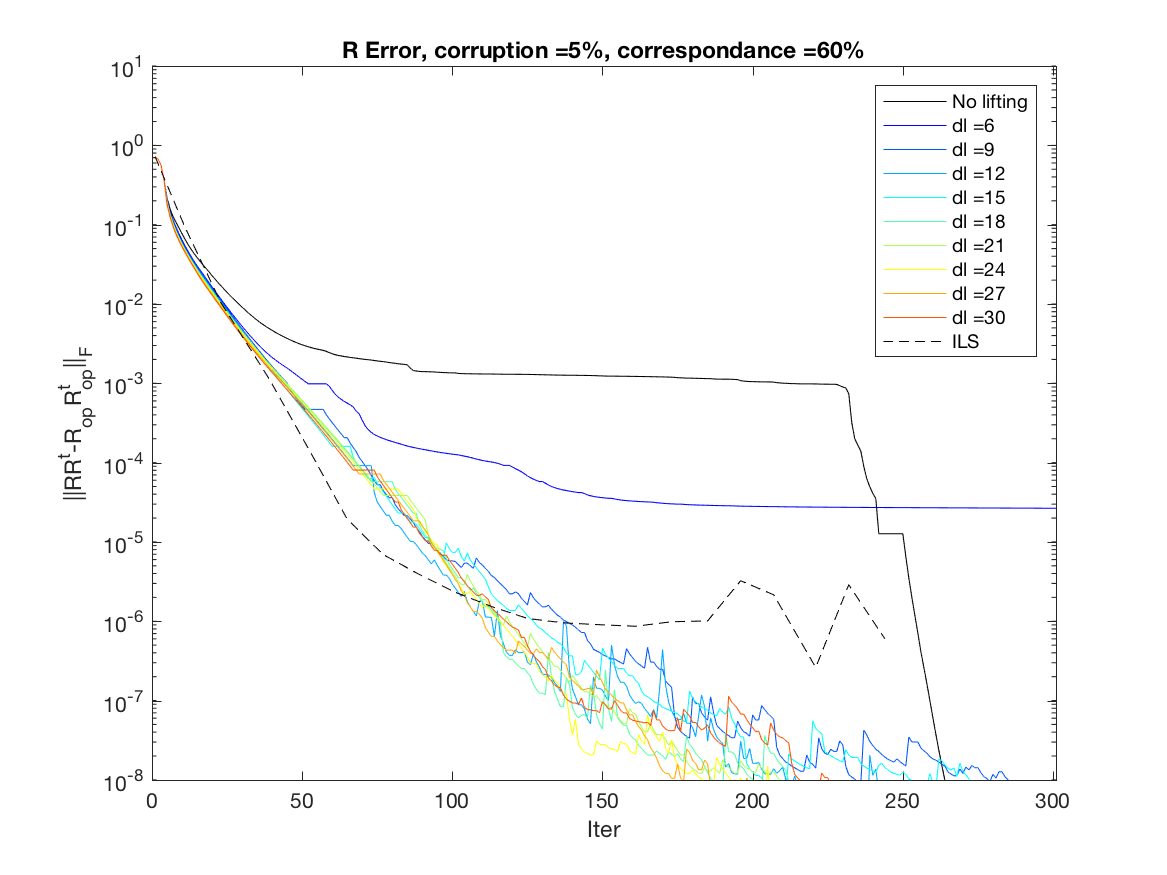 R Error, corruption =5%, correspondance =60%
10^1
10^0
10^-1
10^-2
10^-3
10^-4
10^-5
10^-6
10^-7
10^-8
||RR^t-R_op R_op^t||_F
No lifting
dl =6
dl =9
dl =12
dl =15
dl =18
dl =21
dl =24
dl =27
dl =30
ILS
0 50 100 150 200 250 300
Iter